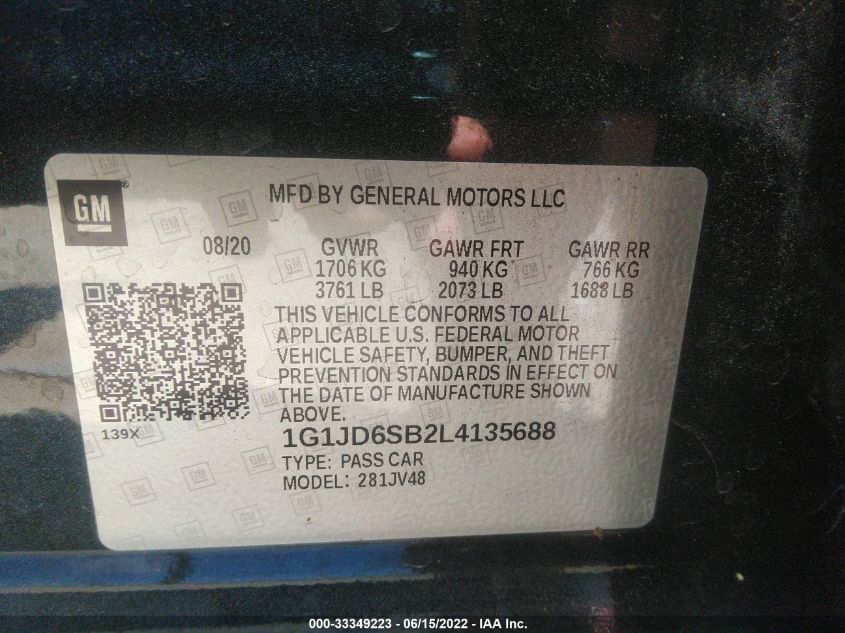 GM
MFD BY GENERAL MOTORS LLC
08/20 GVWR GAWR FRT GAWR RR
1706 KG 940 KG 766 KG
3761 LB 2073 LB 1688 LB
THIS VEHICLE CONFORMS TO ALL
APPLICABLE U.S. FEDERAL MOTOR
VEHICLE SAFETY, BUMPER, AND THEFT
PREVENTION STANDARDS IN EFFECT ON
THE DATE OF MANUFACTURE SHOWN
ABOVE.
139X
1G1JD6SB2L4135688
TYPE: PASS CAR
MODEL: 281JV48
000-33349223 - 06/15/2022 - IAA Inc.